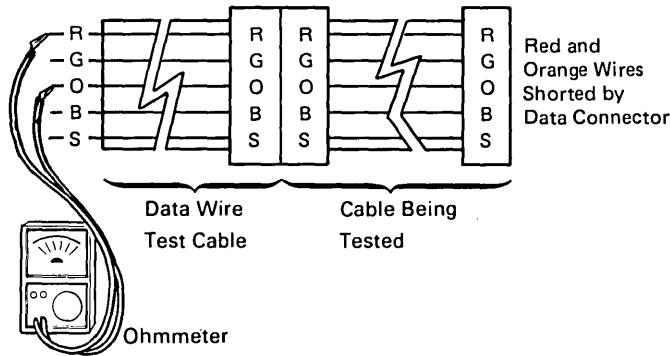 R
G
O
B
S
R
G
O
B
S
R
G
O
B
S
R
G
O
B
S
Red and
Orange Wires
Shorted by
Data Connector
Data Wire
Test Cable
Cable Being
Tested
Ohmmeter